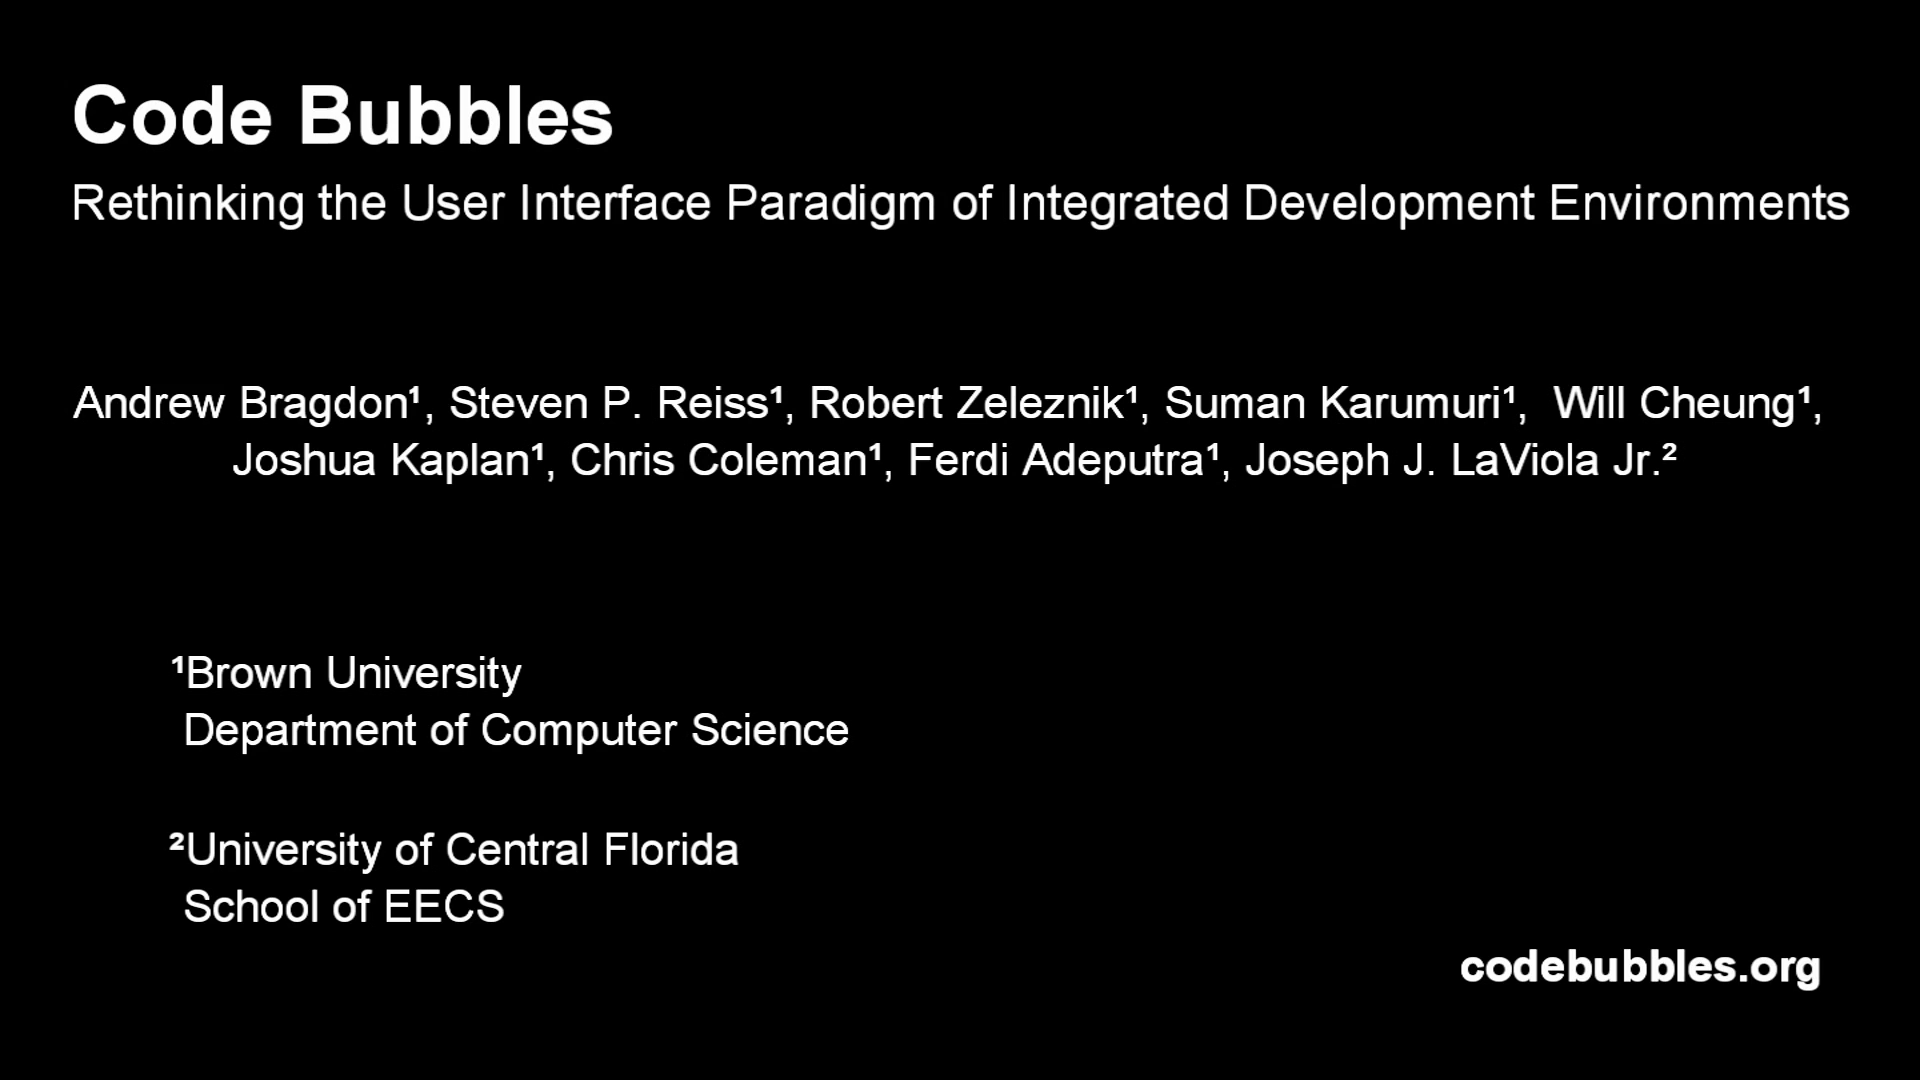 Code Bubbles
Rethinking the User Interface Paradigm of Integrated Development Environments
Andrew Bragdon¹, Steven P. Reiss¹, Robert Zeleznik¹, Suman Karumuri¹, Will Cheung¹,
Joshua Kaplan¹, Chris Coleman¹, Ferdi Adeputra¹, Joseph J. LaViola Jr.²
¹Brown University
Department of Computer Science
²University of Central Florida
School of EECS
codebubbles.org